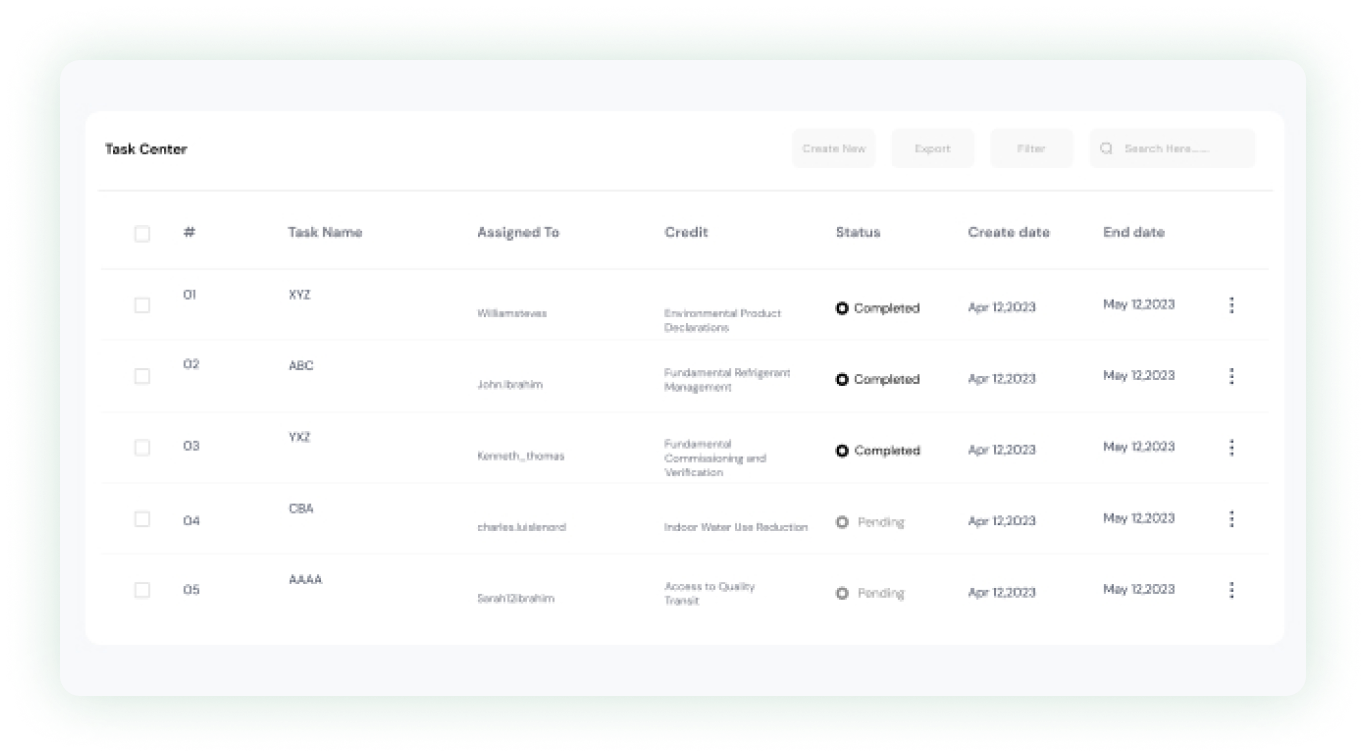 Task Center
Create New
Export
Filter
Search Here......
# Task Name Assigned To Credit Status Create date End date
01 XYZ Williamsteves Environmental Product Completed Apr 12,2023 May 12,2023
Declarations
02 ABC John.Ibrahim Fundamental Refrigerant Completed Apr 12,2023 May 12,2023
Management
03 YXZ Kenneth_thomas Fundamental Completed Apr 12,2023 May 12,2023
Commissioning and
Verification
04 CBA charles.luislenord Indoor Water Use Reduction Pending Apr 12,2023 May 12,2023
05 AAAA Sarah12ibrahim Access to Quality Pending Apr 12,2023 May 12,2023
Transit